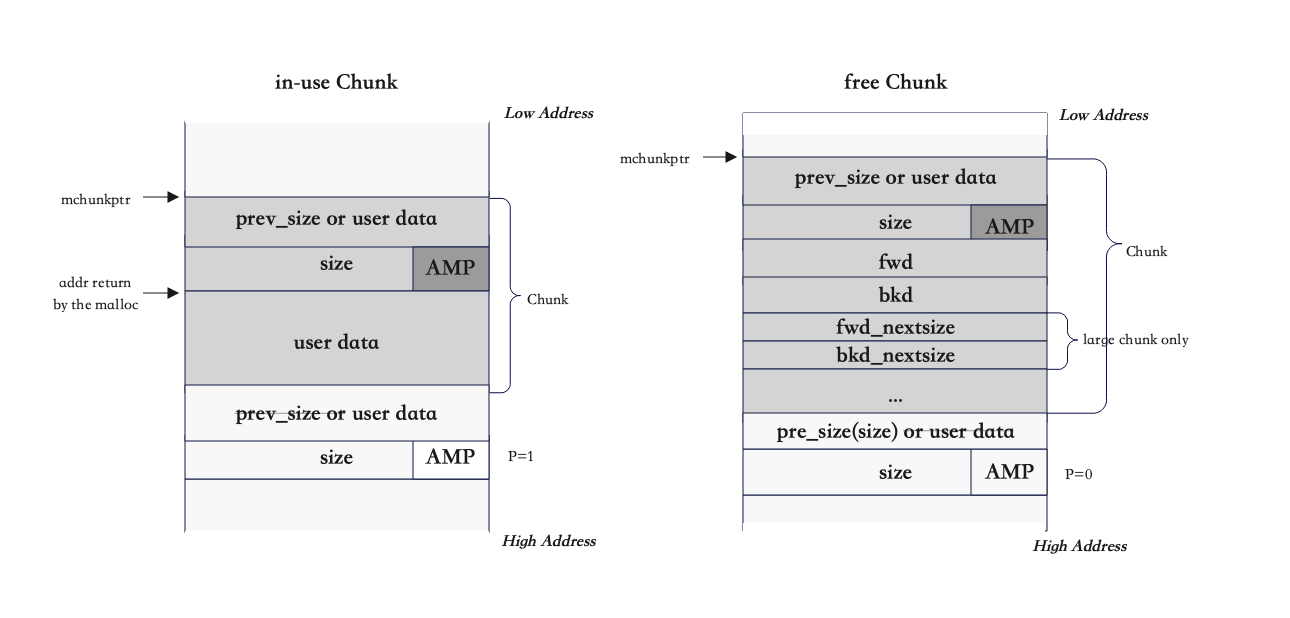 in-use Chunk
Low Address
mchunkptr
prev_size or user data
size
AMP
addr return
by the malloc
Chunk
user data
prev_size or user data
size
AMP
P=1
High Address
free Chunk
Low Address
mchunkptr
prev_size or user data
size
AMP
Chunk
fwd
bkd
fwd_nextsize
large chunk only
bkd_nextsize
...
pre_size(size) or user data
size
AMP
P=0
High Address